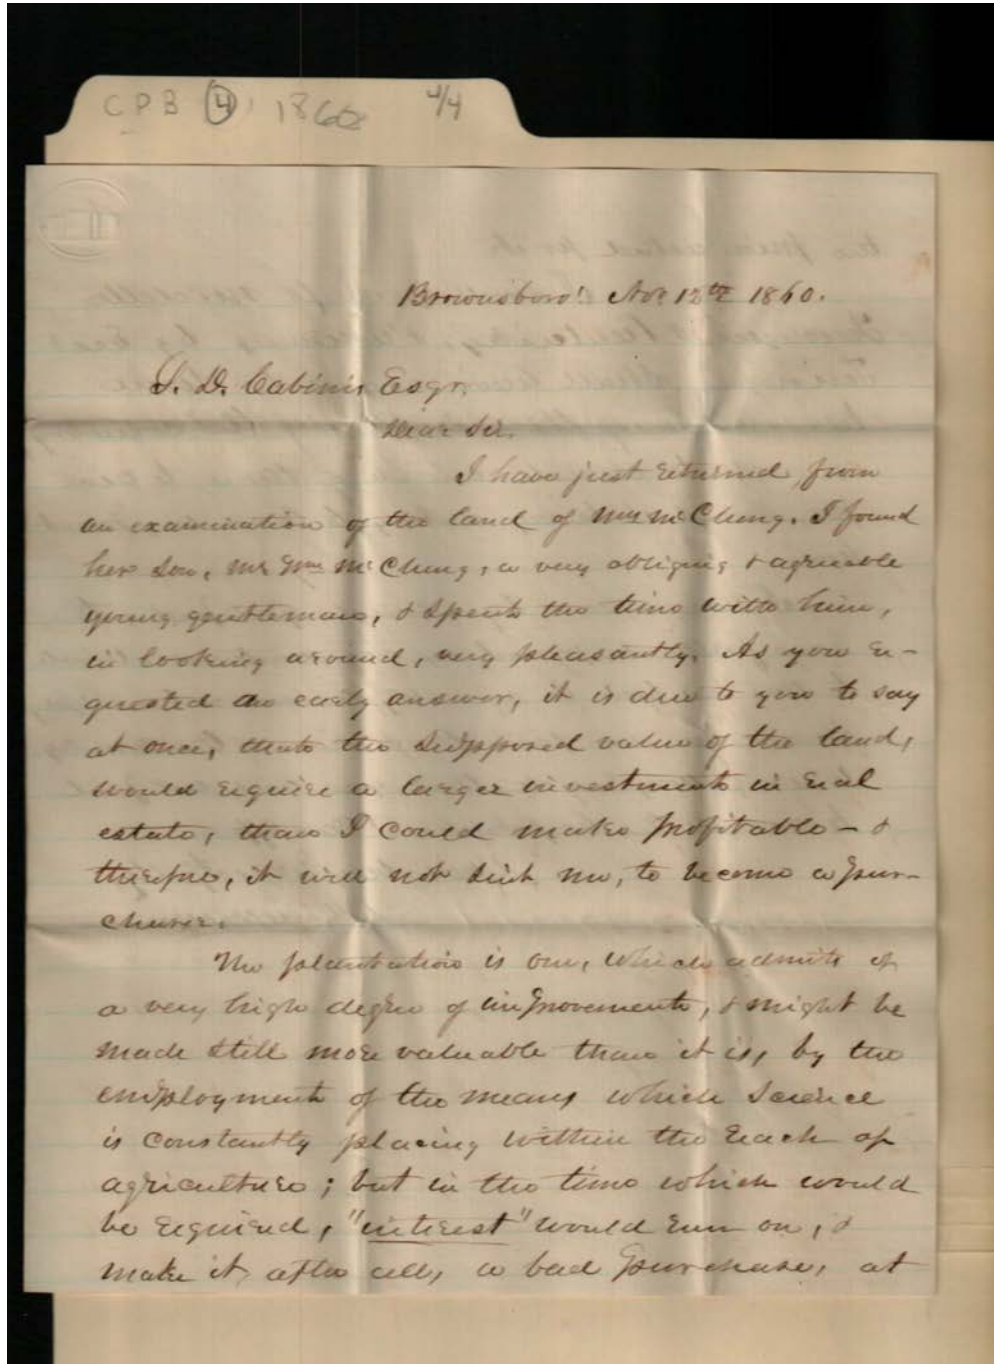 CPB 4 1860 4/4
Brownsboro' Nov 12th 1860.
S. D. Cabiniss Esqr.
Dear Sir.
I have just returned from
an examination of the land of Mrs McClung. I found
her Son, Mr Wm McClung, a very obliging & agreeable
young gentleman, & spent the time with him,
in looking around, very pleasantly. As you re-
quested an early answer, it is due to you to say
at once, that the supposed value of the land,
would require a larger investment in real
estate, than I could make profitable - &
therefore, it will not suit me, to become a pur-
chaser.
The plantation is one, which admits of
a very high degree of improvement, & might be
made still more valuable than it is, by the
employment of the means which Science
is constantly placing within the reach of
agriculture; but in the time which would
be required, "interest" would run on, &
make it, after all, a bad purchase, at